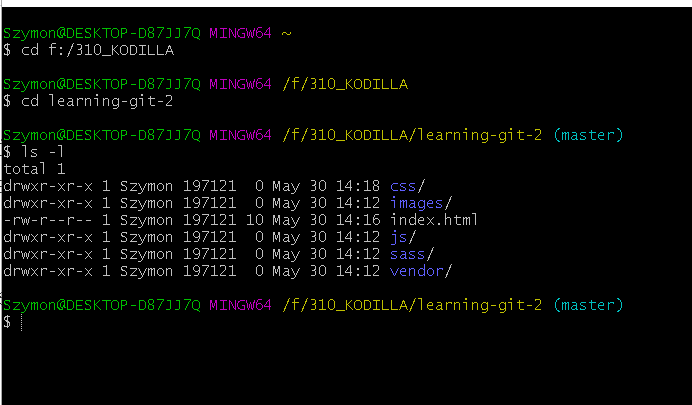 Szymon@DESKTOP-D87JJ7Q MINGW64 ~
$ cd f:/310_KODILLA
Szymon@DESKTOP-D87JJ7Q MINGW64 /f/310_KODILLA
$ cd learning-git-2
Szymon@DESKTOP-D87JJ7Q MINGW64 /f/310_KODILLA/learning-git-2 (master)
$ ls -l
total 1
drwxr-xr-x 1 Szymon 197121  0 May 30 14:18 css/
drwxr-xr-x 1 Szymon 197121  0 May 30 14:12 images/
-rw-r--r-- 1 Szymon 197121 10 May 30 14:16 index.html
drwxr-xr-x 1 Szymon 197121  0 May 30 14:12 js/
drwxr-xr-x 1 Szymon 197121  0 May 30 14:12 sass/
drwxr-xr-x 1 Szymon 197121  0 May 30 14:12 vendor/
Szymon@DESKTOP-D87JJ7Q MINGW64 /f/310_KODILLA/learning-git-2 (master)
$